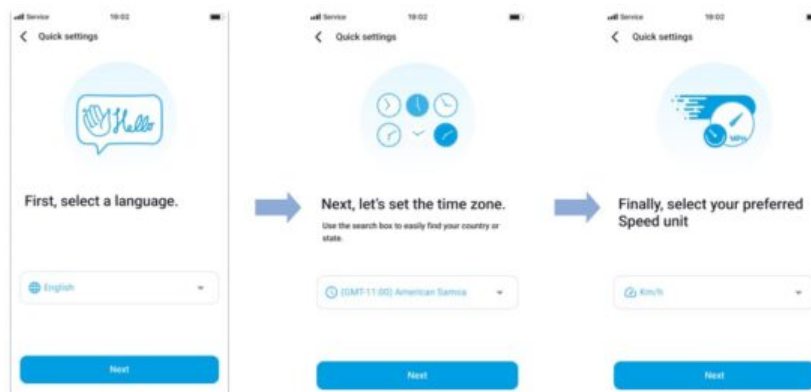 Service 19:02
Quick settings
Hello
First, select a language.
English
Next
Service 19:02
Quick settings
Next, let's set the time zone.
Use the search box to easily find your country or
state.
(GMT-11:00) American Samoa
Next
Service 19:02
Quick settings
MPH
Finally, select your preferred
Speed unit
Km/h
Next